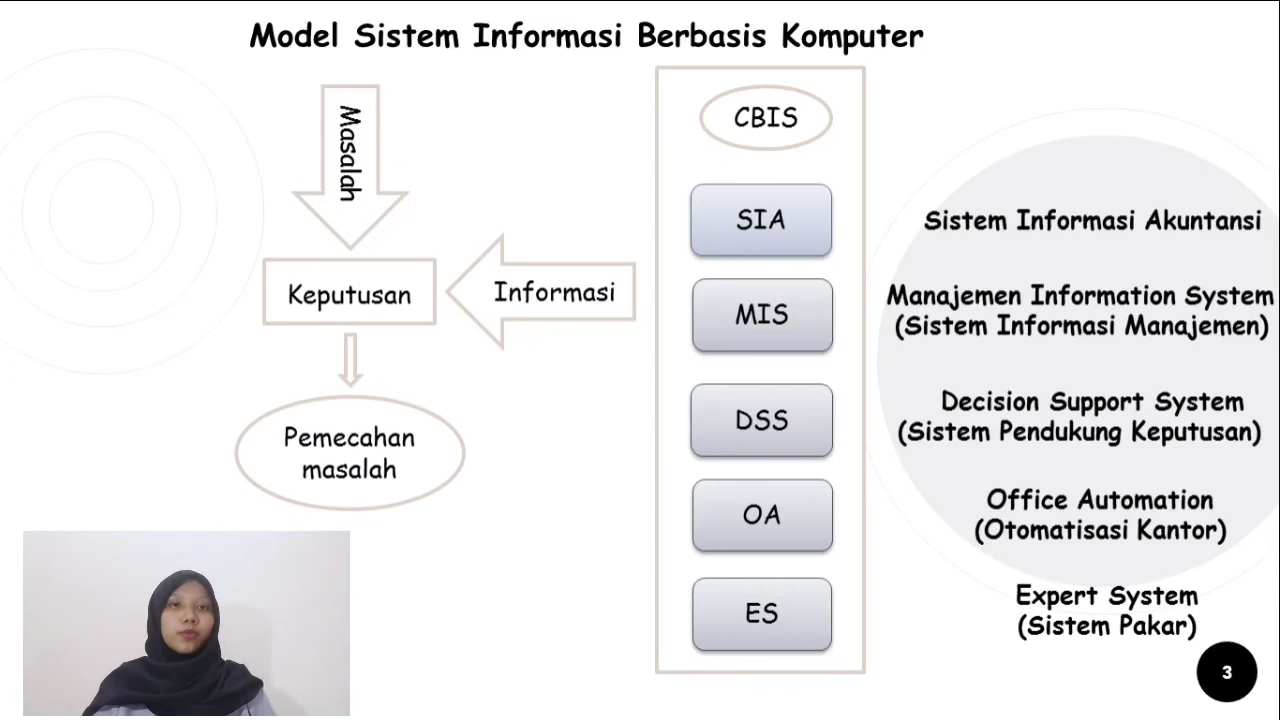 Model Sistem Informasi Berbasis Komputer
Masalah
Keputusan
Informasi
Pemecahan
masalah
CBIS
SIA
MIS
DSS
OA
ES
Sistem Informasi Akuntansi
Manajemen Information System
(Sistem Informasi Manajemen)
Decision Support System
(Sistem Pendukung Keputusan)
Office Automation
(Otomatisasi Kantor)
Expert System
(Sistem Pakar)
3